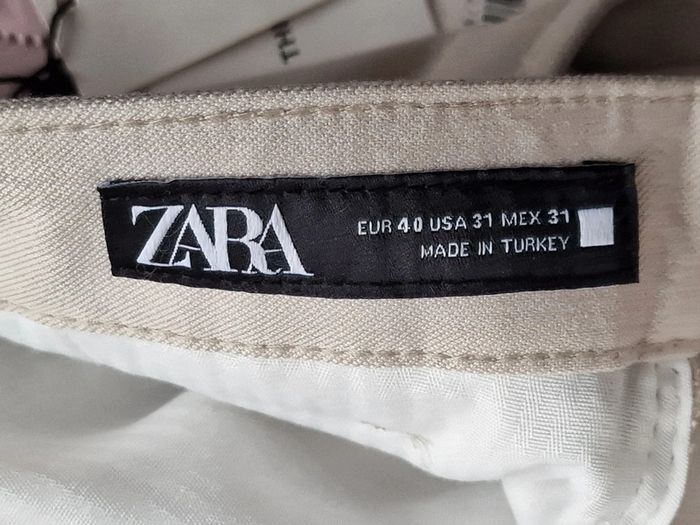 ZARA
EUR 40 USA 31 MEX 31
MADE IN TURKEY